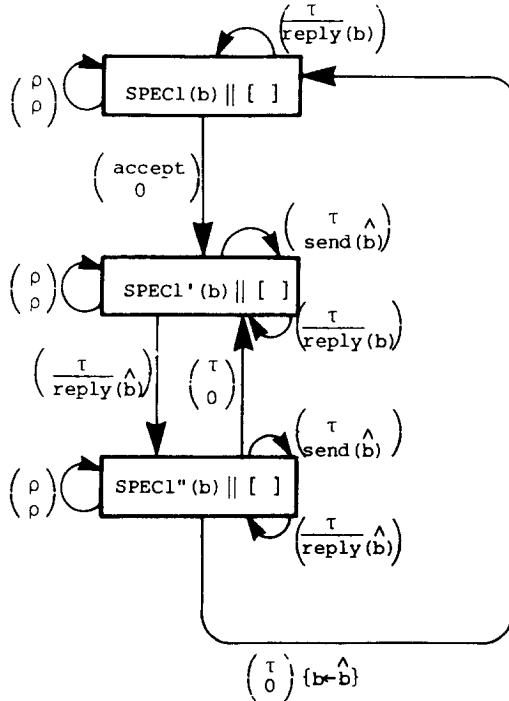 ( τ
reply(b) )
( ρ
ρ )
SPEC1(b) || [ ]
( accept
0 )
( τ
send(b̂) )
( ρ
ρ )
SPEC1'(b) || [ ]
( τ
reply(b) )
( τ
reply(b̂) )
( τ
0 )
( τ
send(b̂) )
( ρ
ρ )
SPEC1"(b) || [ ]
( τ
reply(b̂) )
( τ
0 ) {b←b̂}